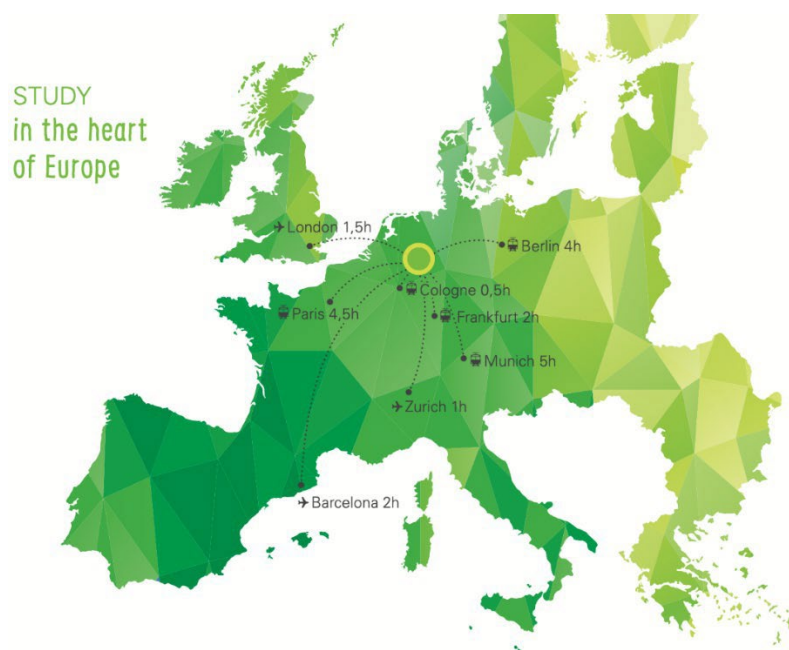 STUDY
in the heart
of Europe
London 1,5h
Berlin 4h
Cologne 0,5h
Paris 4,5h
Frankfurt 2h
Munich 5h
Zurich 1h
Barcelona 2h